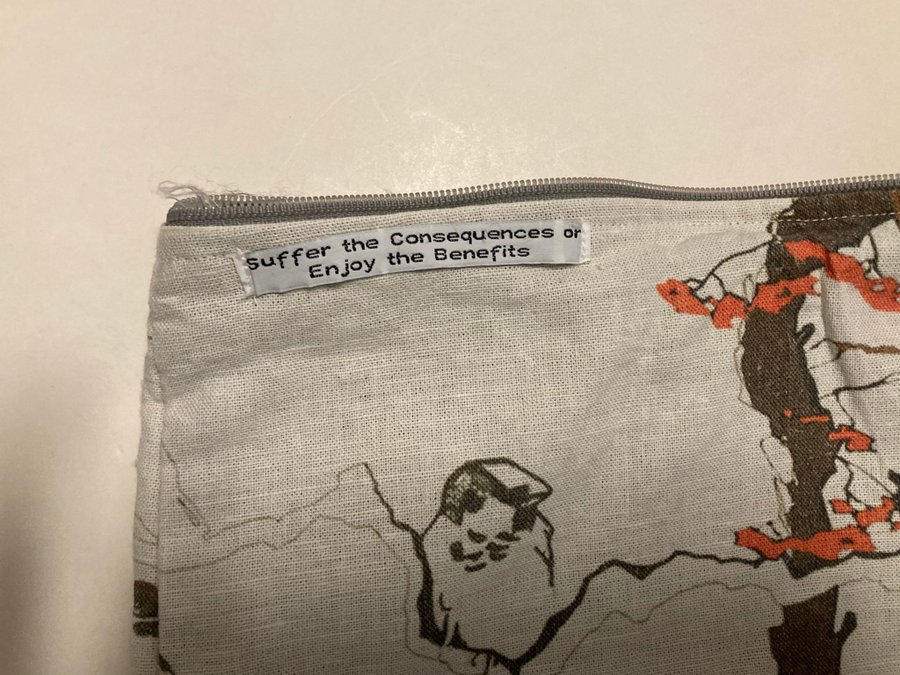 Suffer the Consequences or
Enjoy the Benefits